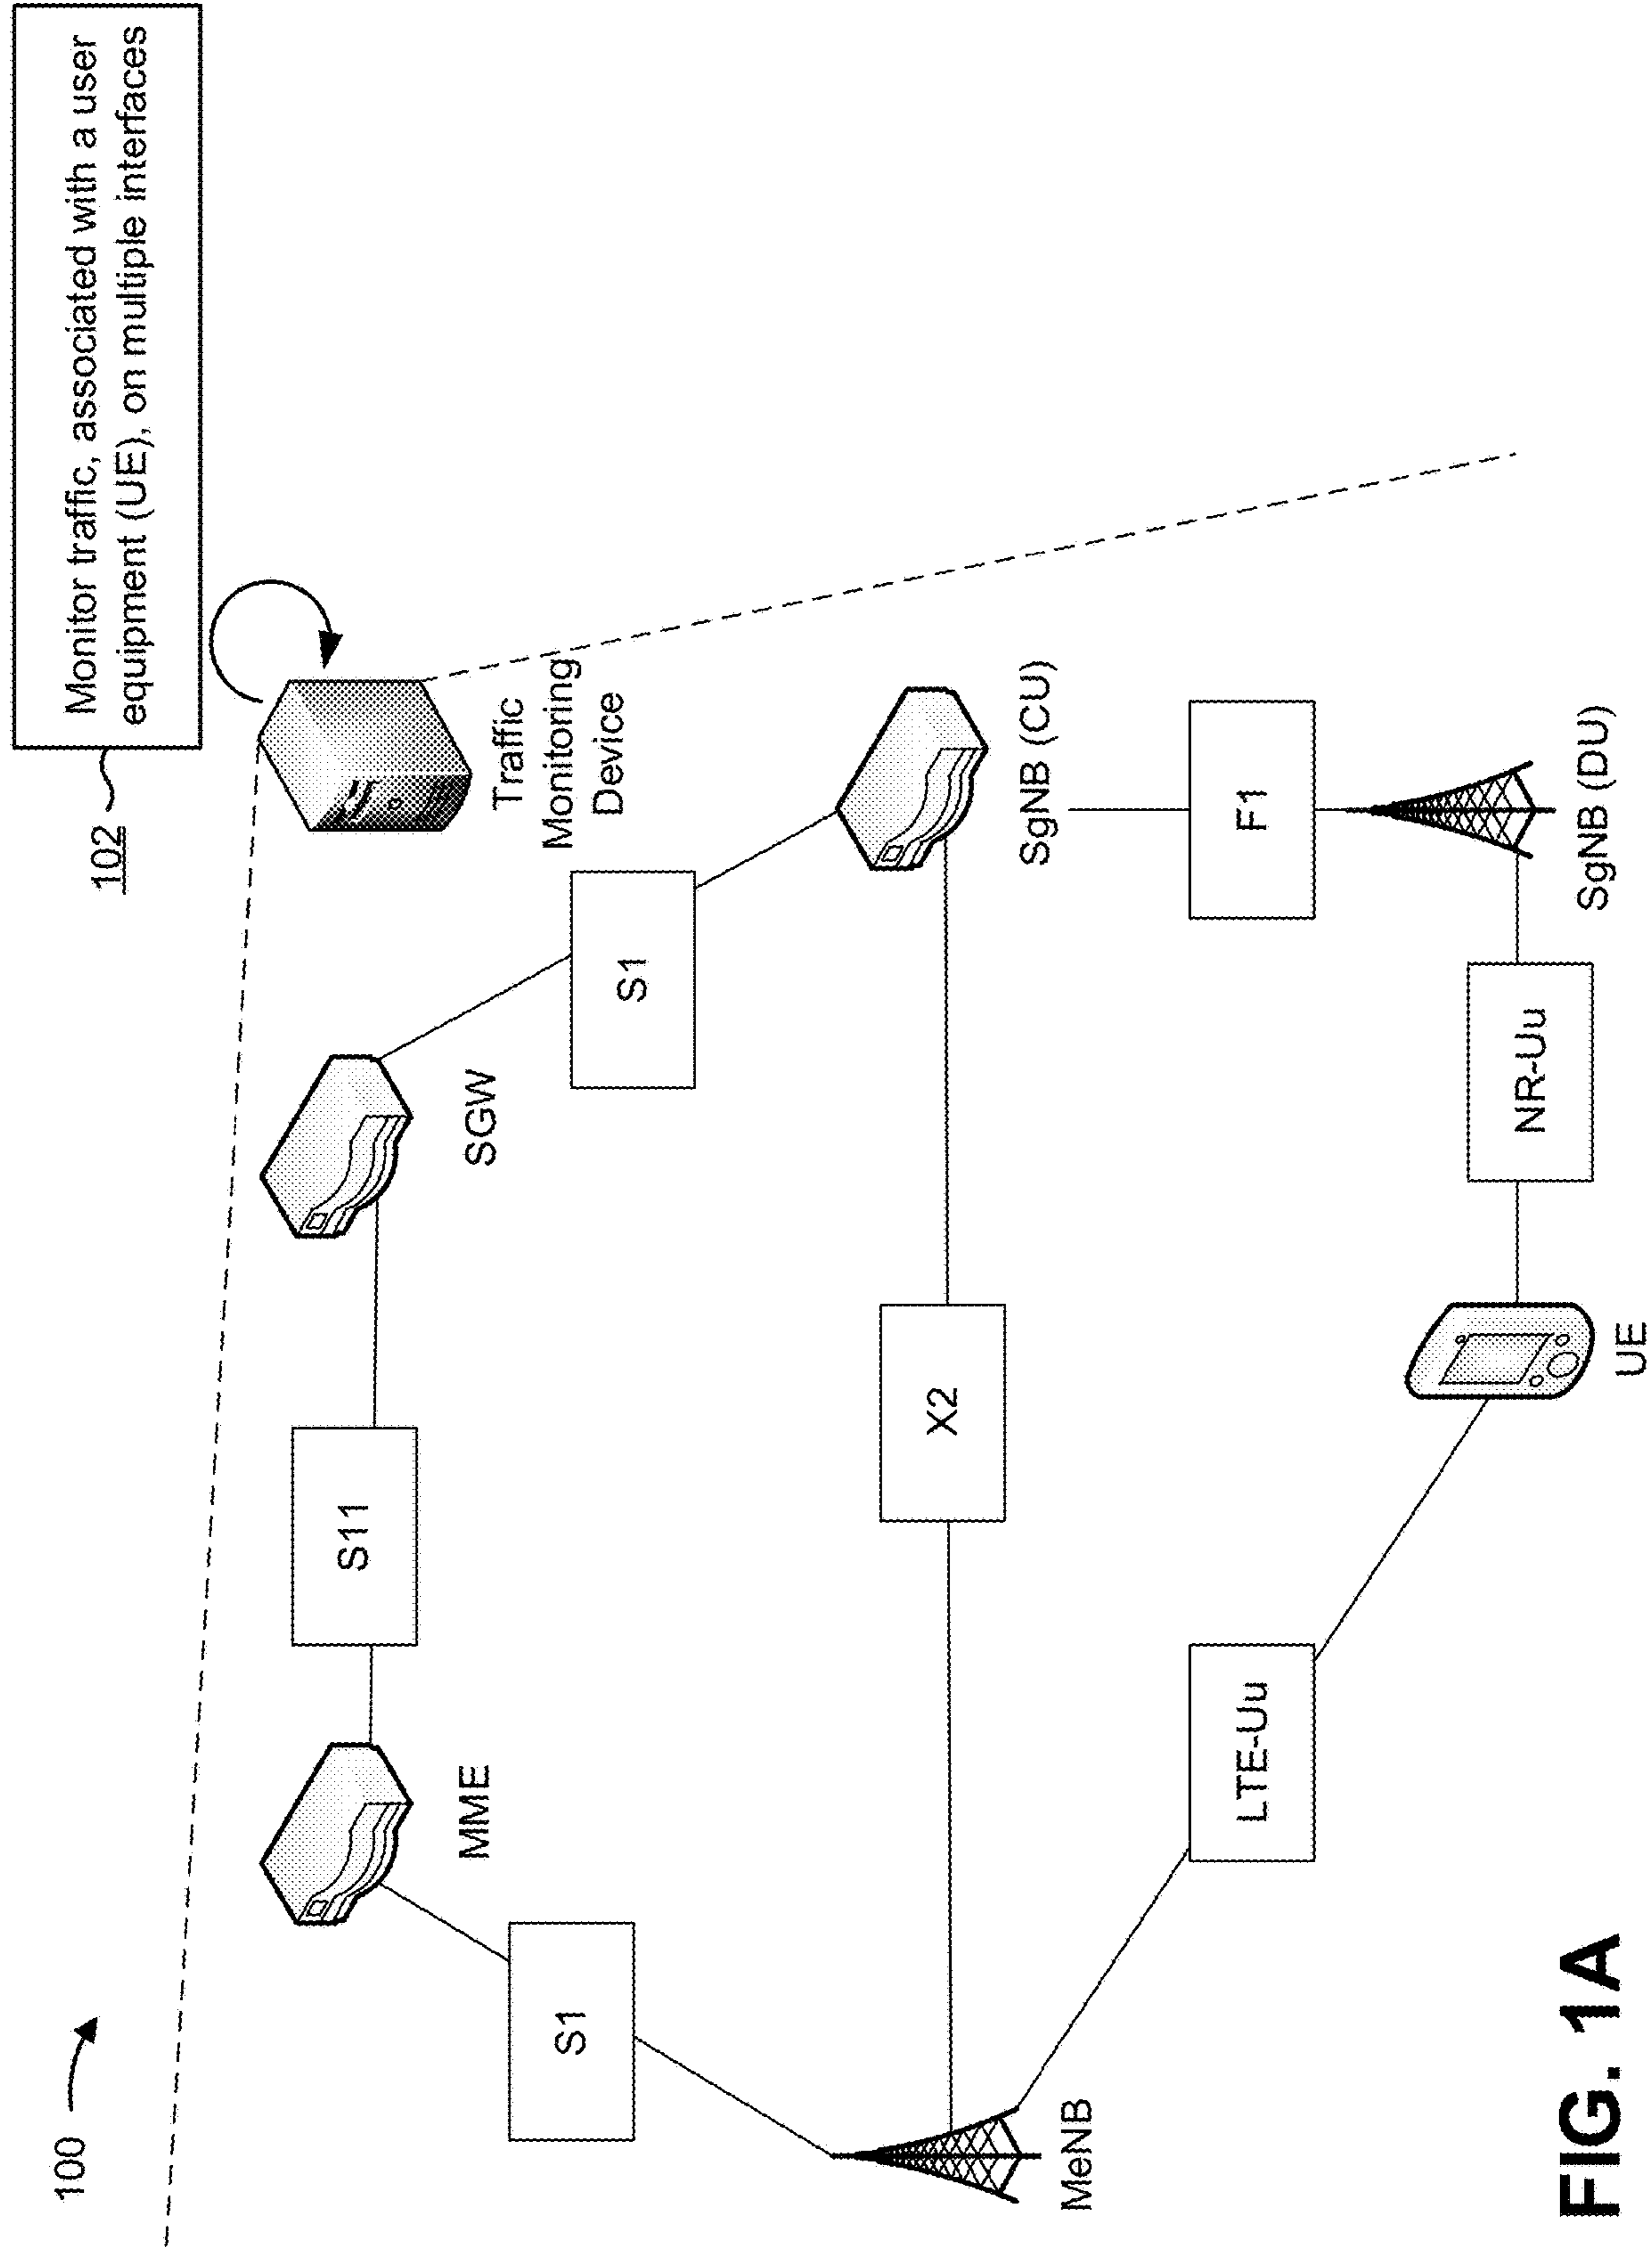 100
102
Monitor traffic, associated with a user
equipment (UE), on multiple interfaces
Traffic
Monitoring
Device
MME
S11
SGW
S1
S1
MeNB
X2
SgNB (CU)
F1
LTE-Uu
UE
NR-Uu
SgNB (DU)
FIG. 1A